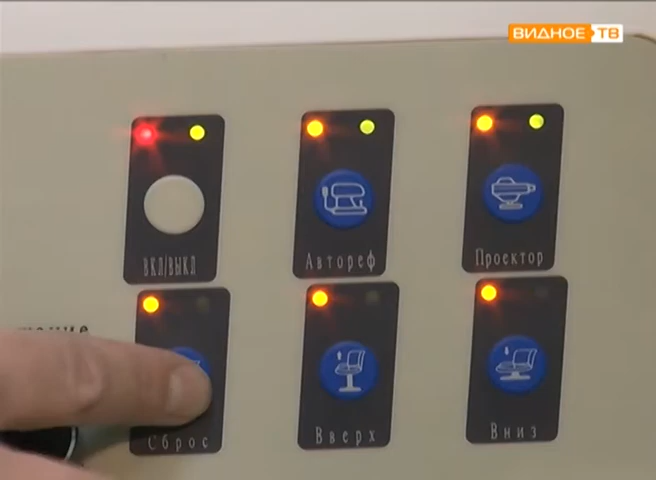 ВИДНОЕ ТВ
ВКЛ/ВЫКЛ
Автореф
Проектор
Сброс
Вверх
Вниз